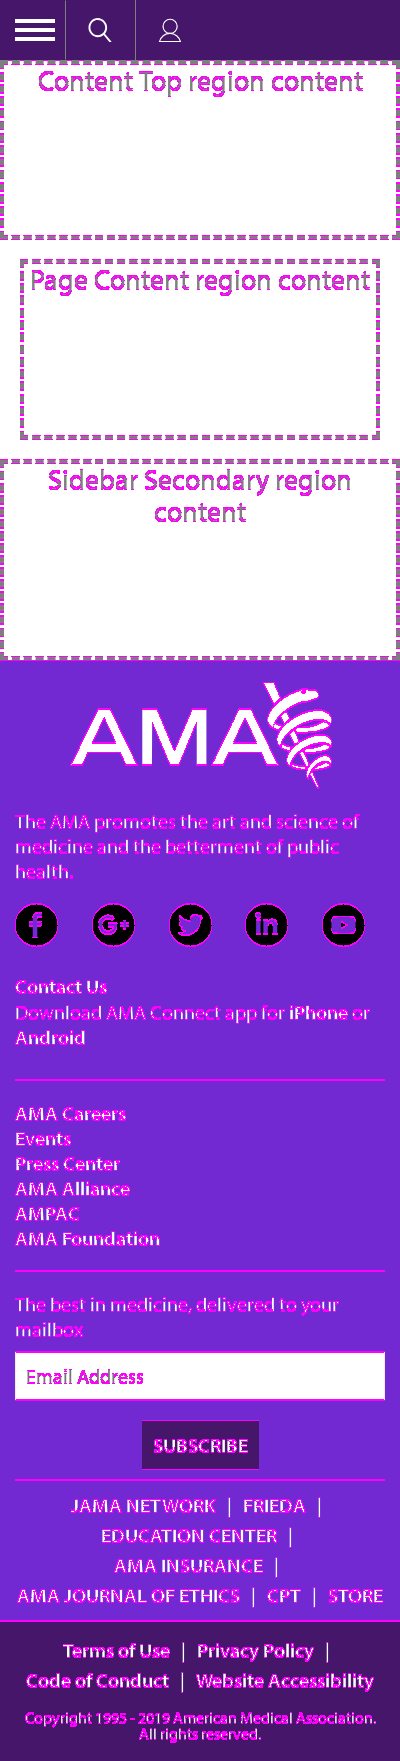 Content Top region content
Page Content region content
Sidebar Secondary region
content
AMA
The AMA promotes the art and science of
medicine and the betterment of public
health.
Contact Us
Download AMA Connect app for iPhone or
Android
AMA Careers
Events
Press Center
AMA Alliance
AMPAC
AMA Foundation
The best in medicine, delivered to your
mailbox
Email Address
SUBSCRIBE
JAMA NETWORK | FRIEDA |
EDUCATION CENTER |
AMA INSURANCE |
AMA JOURNAL OF ETHICS | CPT | STORE
Terms of Use | Privacy Policy |
Code of Conduct | Website Accessibility
Copyright 1995 - 2019 American Medical Association.
All rights reserved.